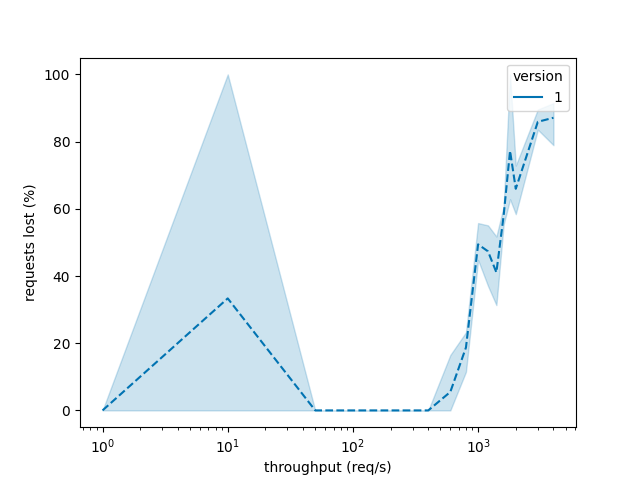 version
1
requests lost (%)
100
80
60
40
20
0
10⁰ 10¹ 10² 10³
throughput (req/s)